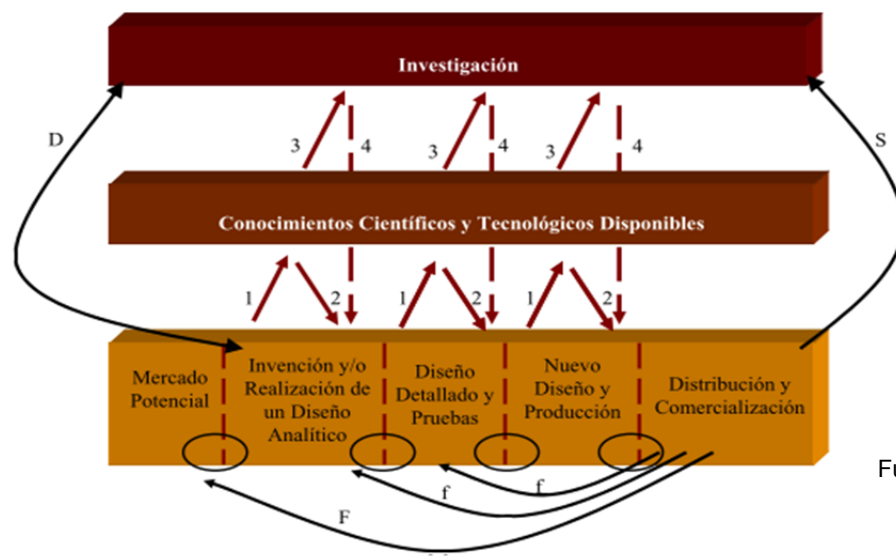 Investigación
D
S
3
4
3
4
3
4
Conocimientos Científicos y Tecnológicos Disponibles
1
2
1
2
1
2
Mercado
Potencial
Invención y/o
Realización de
un Diseño
Analítico
Diseño
Detallado y
Pruebas
Nuevo
Diseño y
Producción
Distribución y
Comercialización
f
f
F